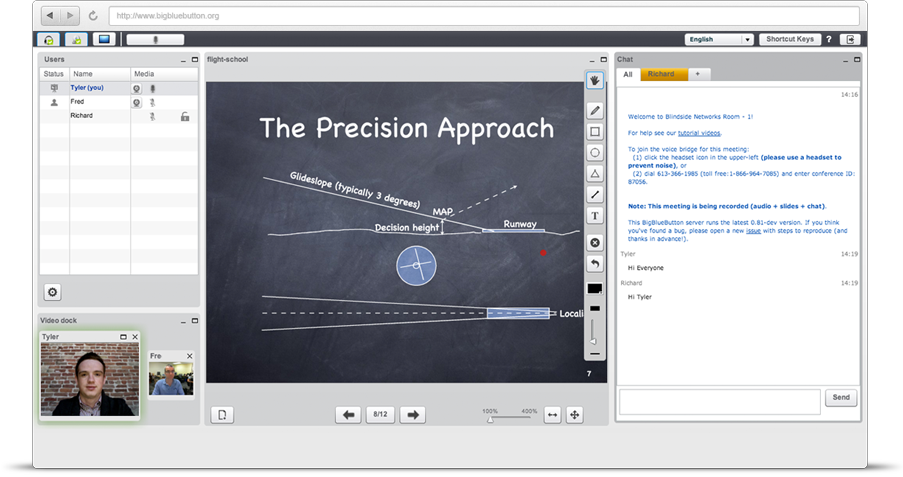 http://www.bigbluebutton.org
English
Shortcut Keys
?
Users
Status Name Media
Tyler (you)
Fred
Richard
Video dock
Tyler
Fre
flight-school
The Precision Approach
Glideslope (typically 3 degrees)
MAP
Decision height
Runway
Locali
7
T
8/12
100% 400%
Chat
All Richard +
14:16
Welcome to Blindside Networks Room - 1!
For help see our tutorial videos.
To join the voice bridge for this meeting:
(1) click the headset icon in the upper-left (please use a headset to
prevent noise), or
(2) dial 613-366-1985 (toll free:1-866-964-7085) and enter conference ID:
87056.
Note: This meeting is being recorded (audio + slides + chat).
This BigBlueButton server runs the latest 0.81-dev version. If you think
you've found a bug, please open a new issue with steps to reproduce (and
thanks in advance!).
Tyler 14:19
Hi Everyone
Richard 14:19
Hi Tyler
Send